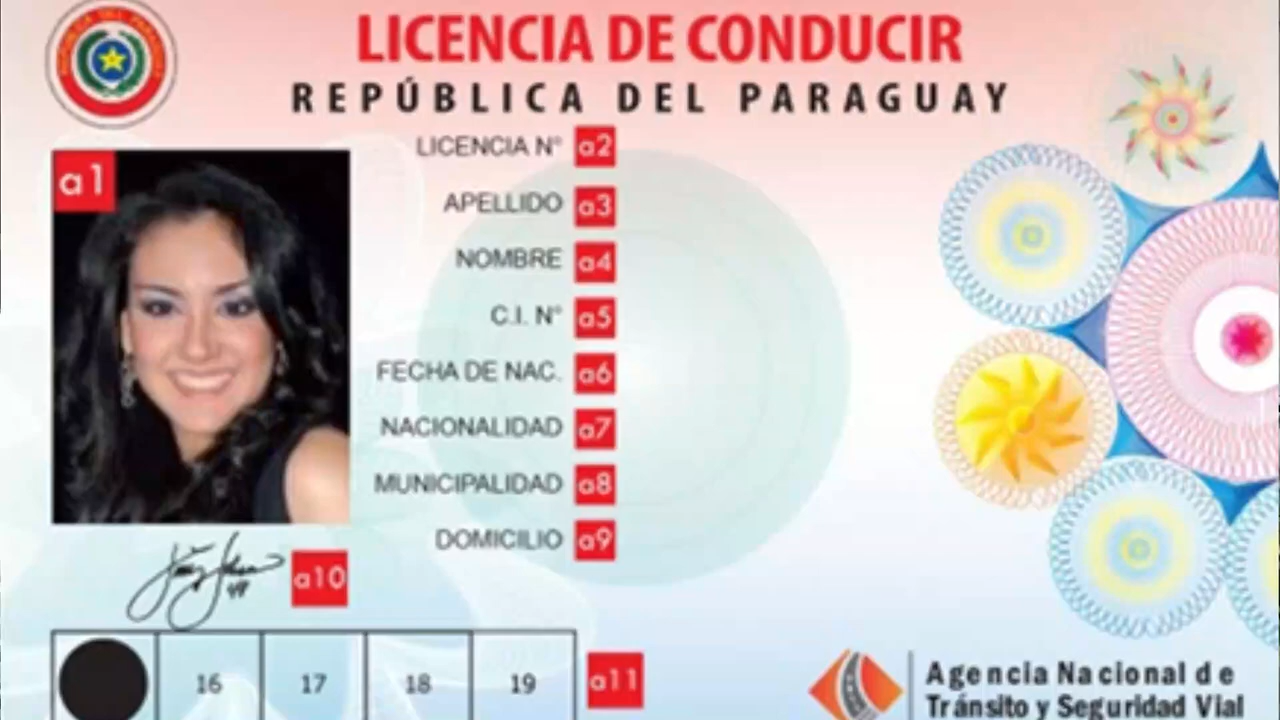 LICENCIA DE CONDUCIR
REPÚBLICA DEL PARAGUAY
a1
LICENCIA N° a2
APELLIDO a3
NOMBRE a4
C.I. N° a5
FECHA DE NAC. a6
NACIONALIDAD a7
MUNICIPALIDAD a8
DOMICILIO a9
a10
16 17 18 19 a11
Agencia Nacional de
Tránsito y Seguridad Vial